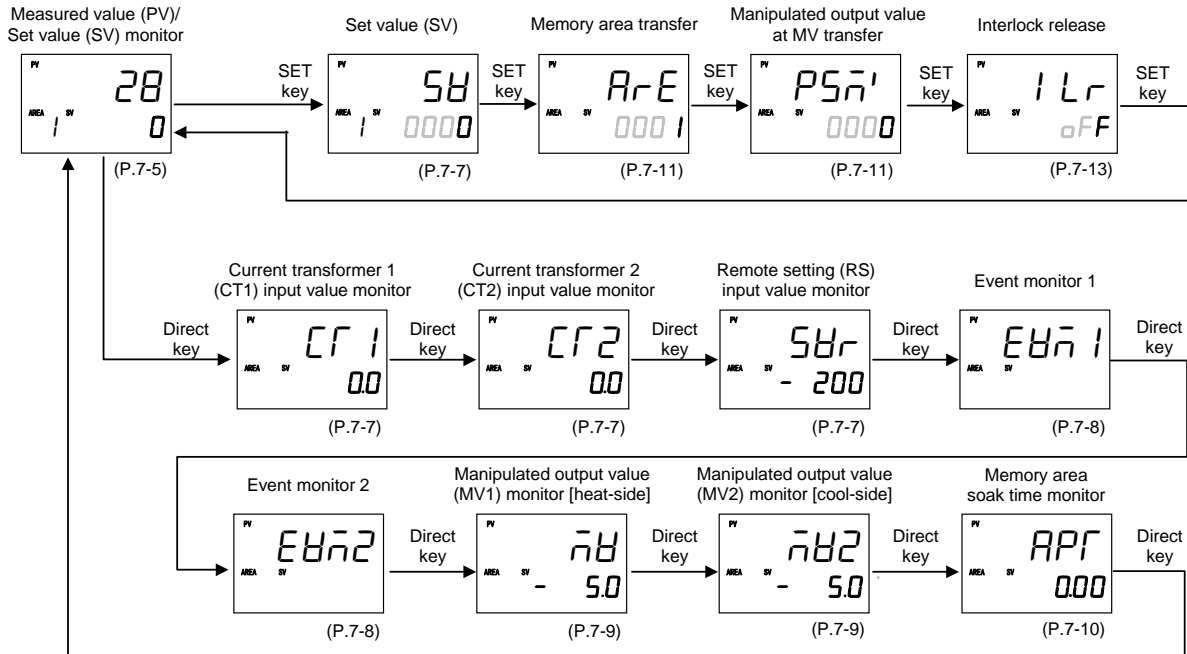 Measured value (PV)/
Set value (SV) monitor
PV
28
AREA SV
1 0
(P.7-5)
SET
key
Set value (SV)
PV
SV
AREA SV
1 0000
(P.7-7)
SET
key
Memory area transfer
PV
ArE
AREA SV
0001
(P.7-11)
SET
key
Manipulated output value
at MV transfer
PV
PSM'
AREA SV
0000
(P.7-11)
SET
key
Interlock release
PV
ILr
AREA SV
oFF
(P.7-13)
SET
key
Direct
key
Current transformer 1
(CT1) input value monitor
PV
CT1
AREA SV
0.0
(P.7-7)
Direct
key
Current transformer 2
(CT2) input value monitor
PV
CT2
AREA SV
0.0
(P.7-7)
Direct
key
Remote setting (RS)
input value monitor
PV
SVr
AREA SV
- 200
(P.7-7)
Direct
key
Event monitor 1
PV
EVM1
AREA SV
(P.7-8)
Direct
key
Event monitor 2
PV
EVM2
AREA SV
(P.7-8)
Direct
key
Manipulated output value
(MV1) monitor [heat-side]
PV
MV
AREA SV
- 5.0
(P.7-9)
Direct
key
Manipulated output value
(MV2) monitor [cool-side]
PV
MV2
AREA SV
- 5.0
(P.7-9)
Direct
key
Memory area
soak time monitor
PV
APT
AREA SV
0.00
(P.7-10)
Direct
key